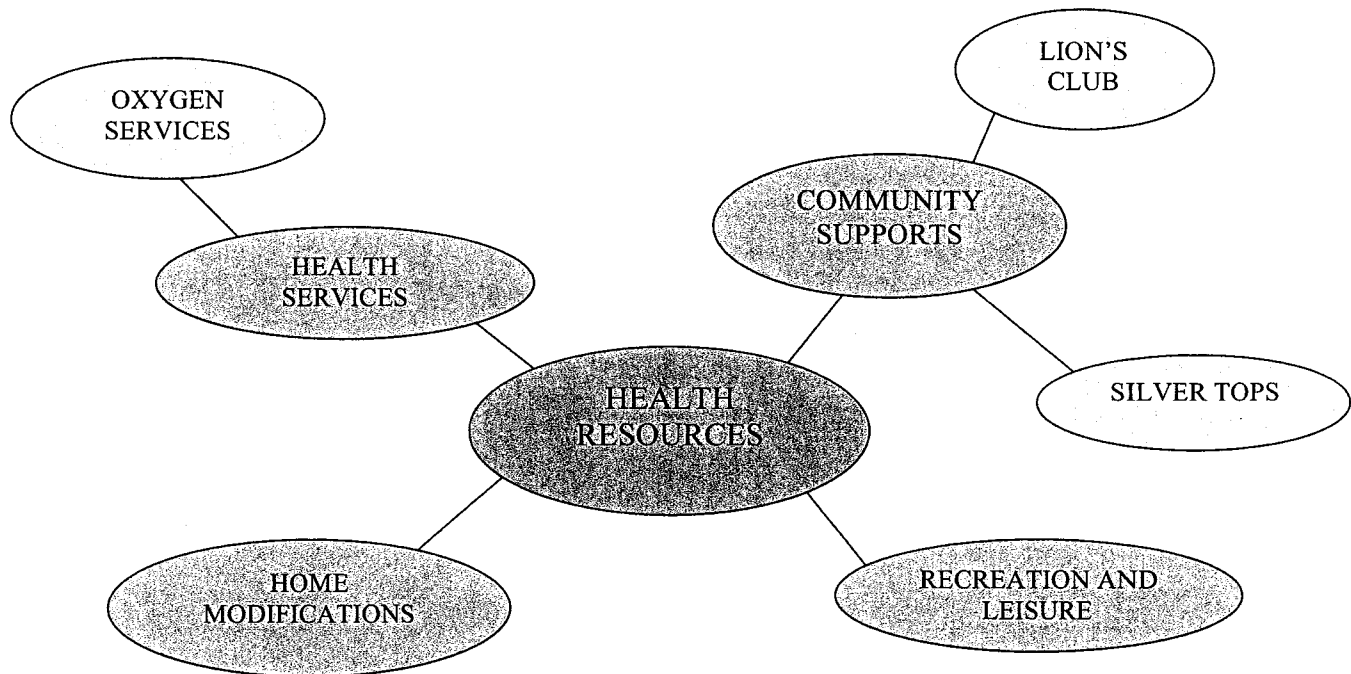 LION'S
CLUB
OXYGEN
SERVICES
COMMUNITY
SUPPORTS
HEALTH
SERVICES
SILVER TOPS
HEALTH
RESOURCES
HOME
MODIFICATIONS
RECREATION AND
LEISURE